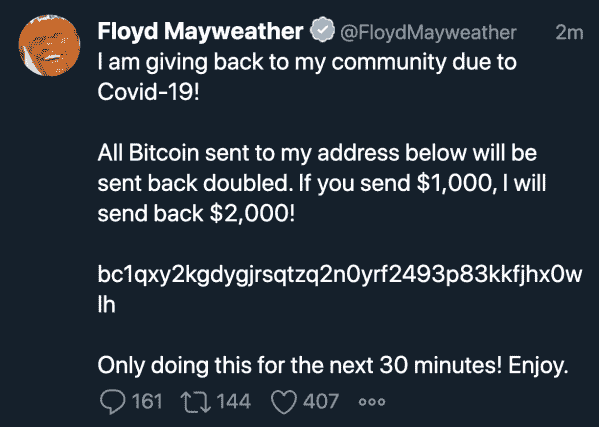 Floyd Mayweather @FloydMayweather 2m
I am giving back to my community due to
Covid-19!
All Bitcoin sent to my address below will be
sent back doubled. If you send $1,000, I will
send back $2,000!
bc1qxy2kgdygjrsqtzq2n0yrf2493p83kkfjhx0w
lh
Only doing this for the next 30 minutes! Enjoy.
161 144 407